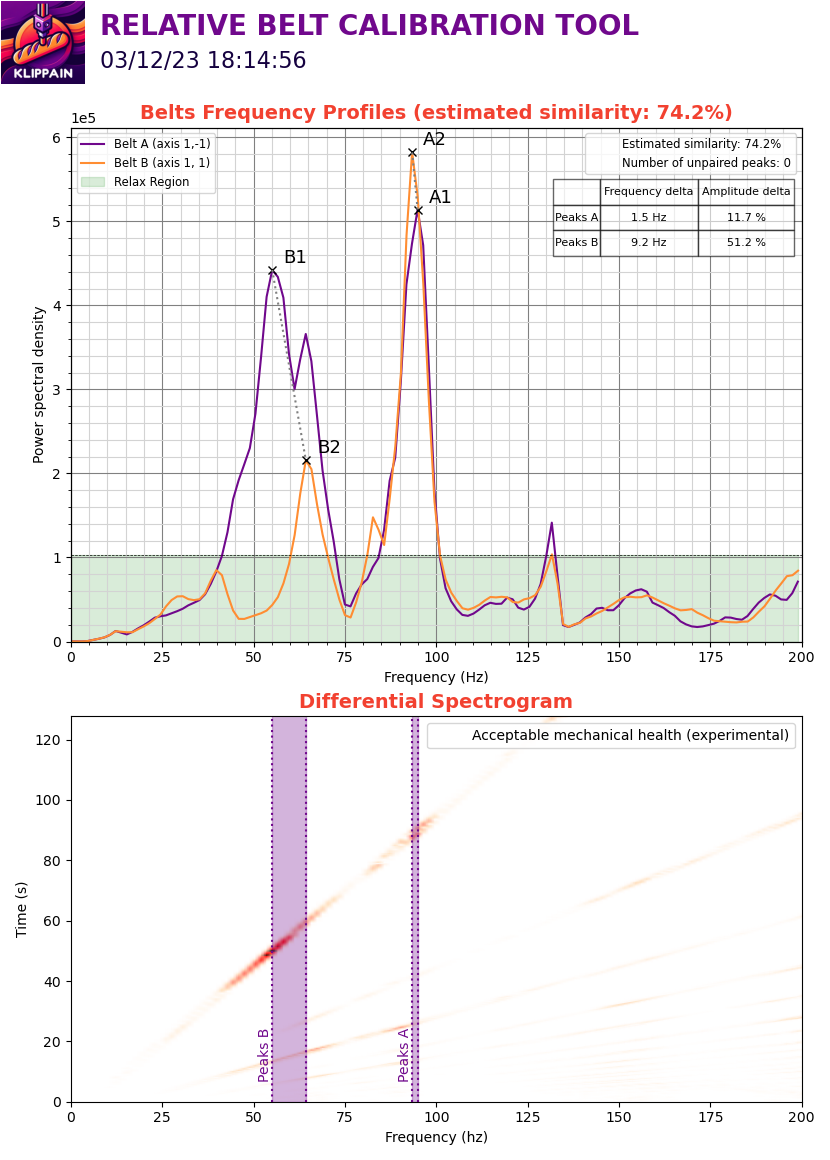 KLIPPAIN
RELATIVE BELT CALIBRATION TOOL
03/12/23 18:14:56
Belts Frequency Profiles (estimated similarity: 74.2%)
1e5
Belt A (axis 1,-1)
Belt B (axis 1, 1)
Relax Region
Estimated similarity: 74.2%
Number of unpaired peaks: 0
Frequency delta Amplitude delta
Peaks A 1.5 Hz 11.7 %
Peaks B 9.2 Hz 51.2 %
A2
A1
B1
B2
6
5
4
3
2
1
0
Power spectral density
0 25 50 75 100 125 150 175 200
Frequency (Hz)
Differential Spectrogram
Acceptable mechanical health (experimental)
Peaks B
Peaks A
120
100
80
60
40
20
0
Time (s)
0 25 50 75 100 125 150 175 200
Frequency (hz)